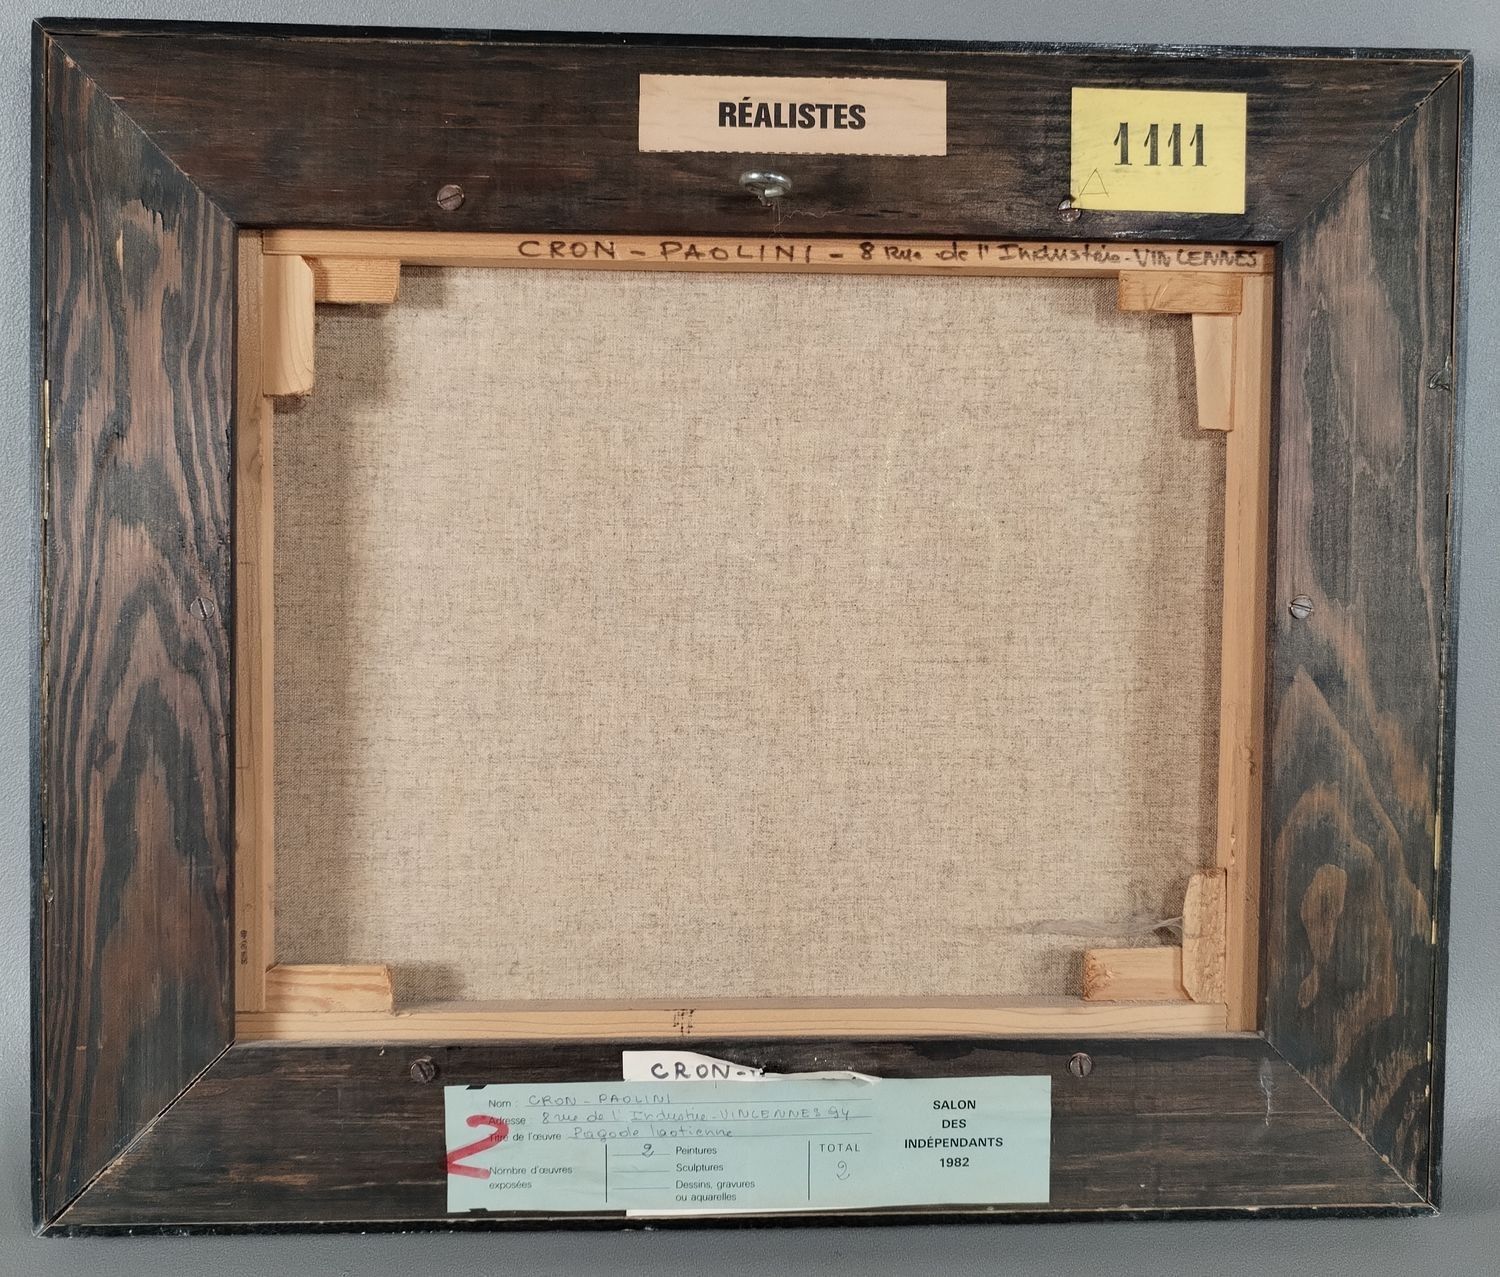 RÉALISTES
1111
A
CRON - PAOLINI - 8 Rue de l'Industrie - VINCENNES
CRON-
Nom : CRON - PAOLINI
Adresse : 8 rue de l'Industrie - VINCENNES 94
Titre de l'œuvre Pagode laotienne
2
Nombre d'œuvres
exposées
2 Peintures
Sculptures
Dessins, gravures
ou aquarelles
TOTAL
2
SALON
DES
INDÉPENDANTS
1982